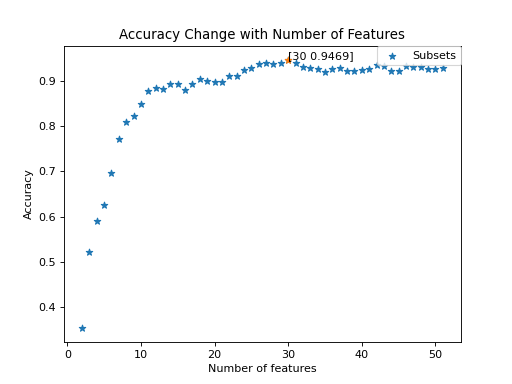 Accuracy Change with Number of Features
[30 0.9469]
Subsets
0.9
0.8
0.7
0.6
0.5
0.4
Accuracy
0 10 20 30 40 50
Number of features